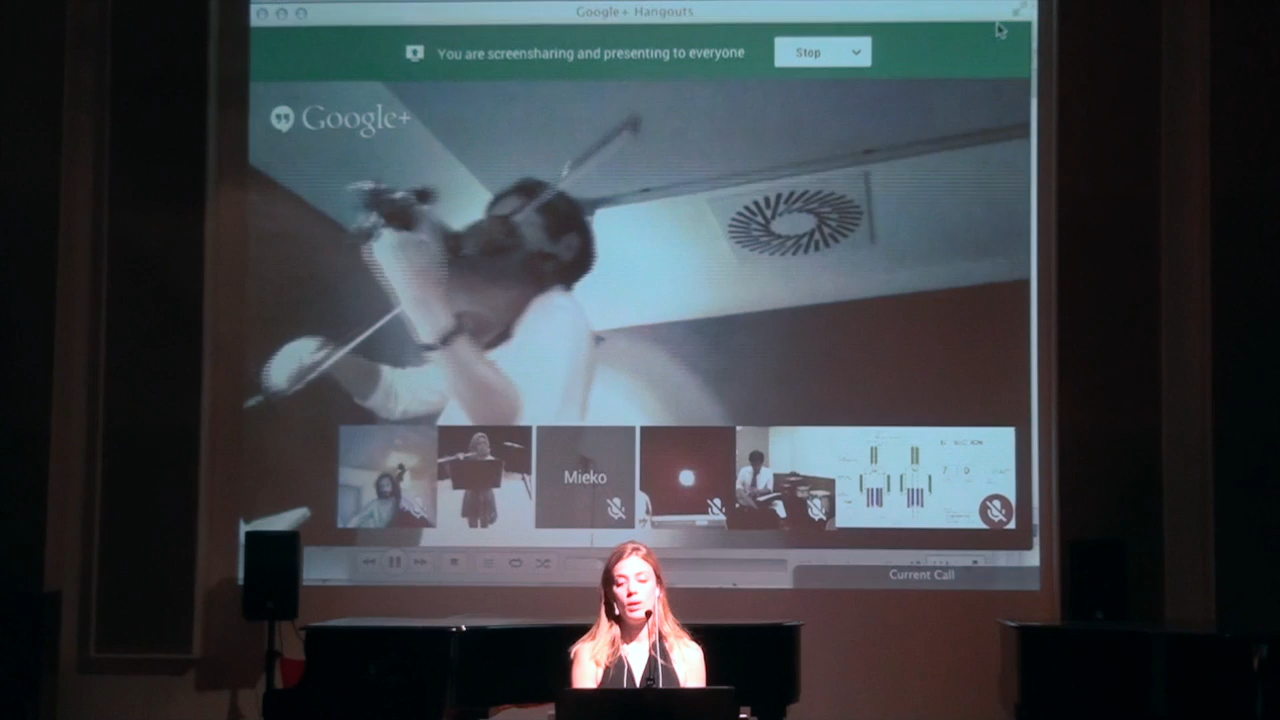 Google+ Hangouts
You are screensharing and presenting to everyone
Stop
Google+
Mieko
Current Call